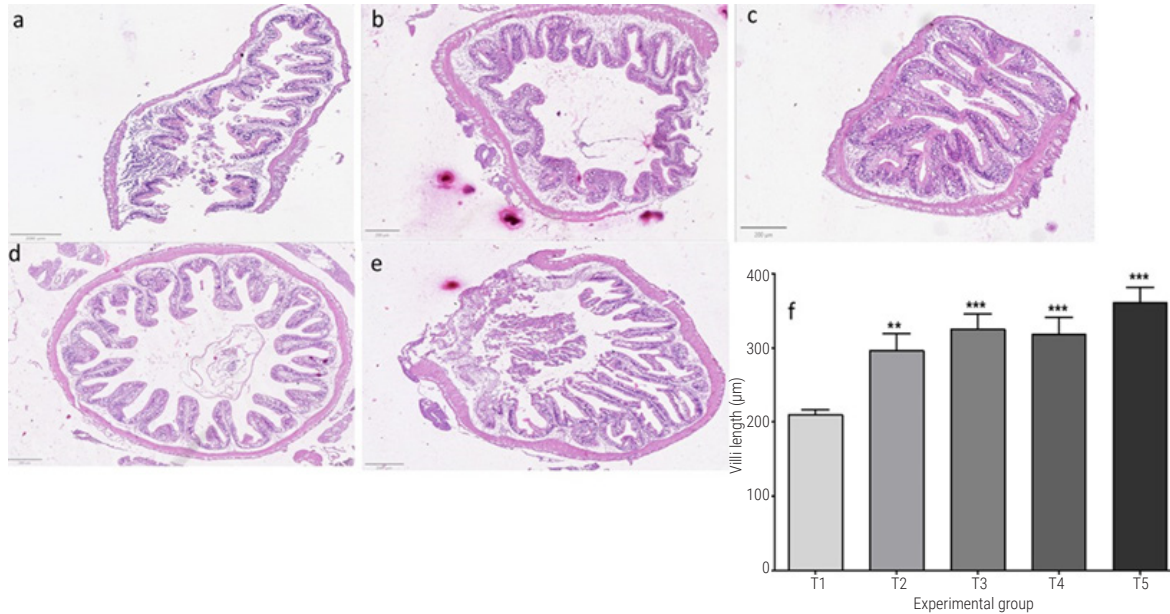 a
b
c
200 µm
d
e
f
Villi length (µm)
400
300
200
100
0
**
***
***
***
T1
T2
T3
T4
T5
Experimental group